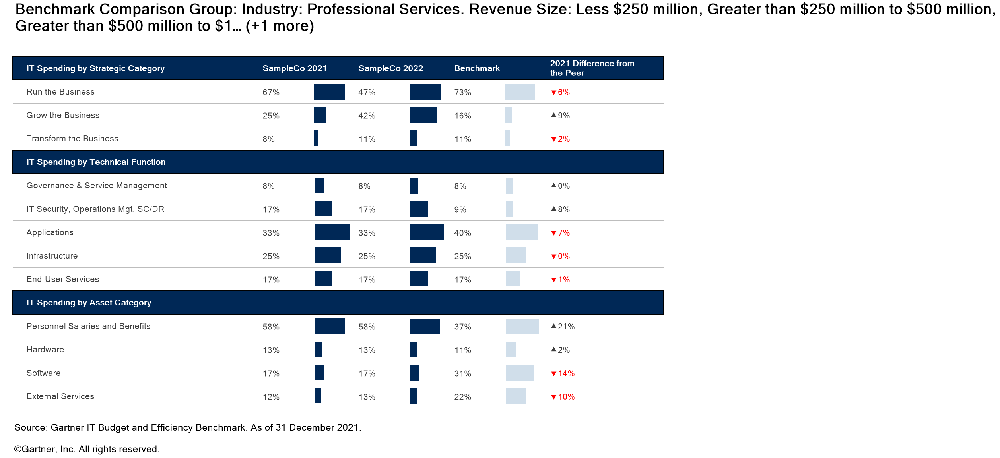 Benchmark Comparison Group: Industry: Professional Services. Revenue Size: Less $250 million, Greater than $250 million to $500 million,
Greater than $500 million to $1... (+1 more)
IT Spending by Strategic Category SampleCo 2021 SampleCo 2022 Benchmark 2021 Difference from
the Peer
Run the Business 67% 47% 73% ▼6%
Grow the Business 25% 42% 16% ▲9%
Transform the Business 8% 11% 11% ▼2%
IT Spending by Technical Function
Governance & Service Management 8% 8% 8% ▲0%
IT Security, Operations Mgt, SC/DR 17% 17% 9% ▲8%
Applications 33% 33% 40% ▼7%
Infrastructure 25% 25% 25% ▼0%
End-User Services 17% 17% 17% ▼1%
IT Spending by Asset Category
Personnel Salaries and Benefits 58% 58% 37% ▲21%
Hardware 13% 13% 11% ▲2%
Software 17% 17% 31% ▼14%
External Services 12% 13% 22% ▼10%
Source: Gartner IT Budget and Efficiency Benchmark. As of 31 December 2021.
©Gartner, Inc. All rights reserved.